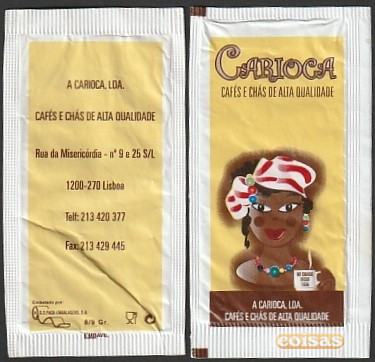 A CARIOCA, LDA.
CAFÉS E CHÁS DE ALTA QUALIDADE
Rua da Misericórdia - nº 9 e 25 S/L
1200-270 Lisboa
Telf: 213 420 377
Fax: 213 429 445
Embalado por:
8/9 Gr.
CARIOCA
CAFÉS E CHÁS DE ALTA QUALIDADE
A CARIOCA, LDA.
CAFÉS E CHÁS DE ALTA QUALIDADE
coisas